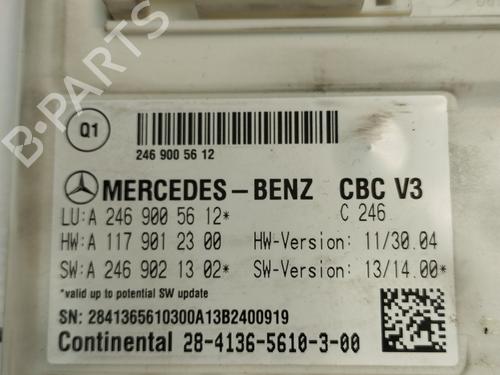 B-PARTS
Q1
246 900 56 12
MERCEDES-BENZ CBC V3
LU:A 246 900 56 12* C 246
HW:A 117 901 23 00 HW-Version: 11/30.04
SW:A 246 902 13 02* SW-Version: 13/14.00*
*valid up to potential SW update
SN: 2841365610300A13B2400919
Continental 28-4136-5610-3-00